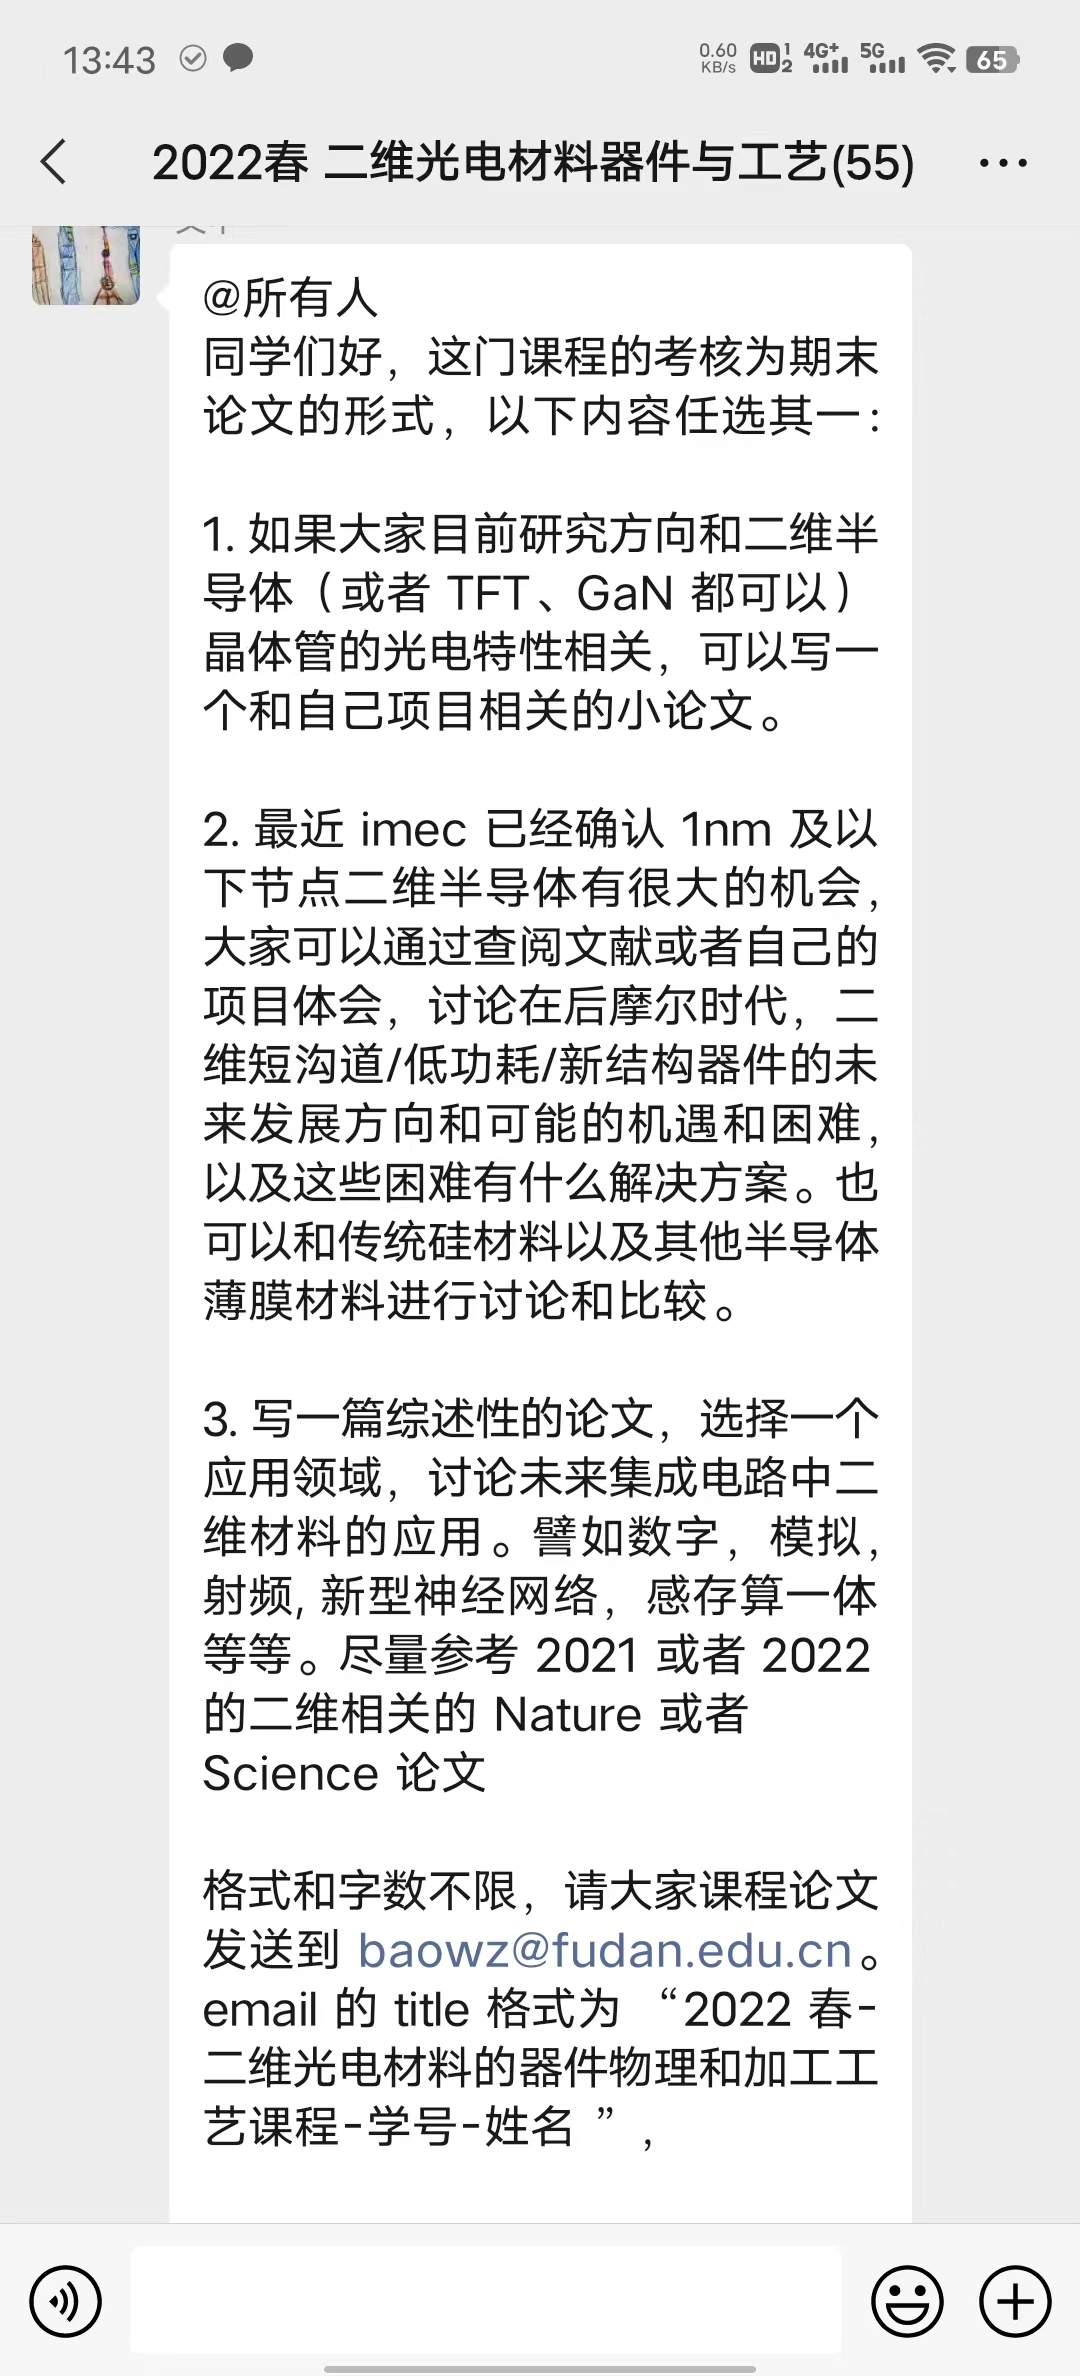 13:43
0.60
KB/s
HD 1 2
4G+
5G
65
2022春 二维光电材料器件与工艺(55)
@所有人
同学们好，这门课程的考核为期末
论文的形式，以下内容任选其一：
1. 如果大家目前研究方向和二维半
导体（或者 TFT、GaN 都可以）
晶体管的光电特性相关，可以写一
个和自己项目相关的小论文。
2. 最近 imec 已经确认 1nm 及以
下节点二维半导体有很大的机会，
大家可以通过查阅文献或者自己的
项目体会，讨论在后摩尔时代，二
维短沟道/低功耗/新结构器件的未
来发展方向和可能的机遇和困难，
以及这些困难有什么解决方案。也
可以和传统硅材料以及其他半导体
薄膜材料进行讨论和比较。
3. 写一篇综述性的论文，选择一个
应用领域，讨论未来集成电路中二
维材料的应用。譬如数字，模拟，
射频, 新型神经网络，感存算一体
等等。尽量参考 2021 或者 2022
的二维相关的 Nature 或者
Science 论文
格式和字数不限，请大家课程论文
发送到 baowz@fudan.edu.cn。
email 的 title 格式为 “2022 春-
二维光电材料的器件物理和加工工
艺课程-学号-姓名 ”，